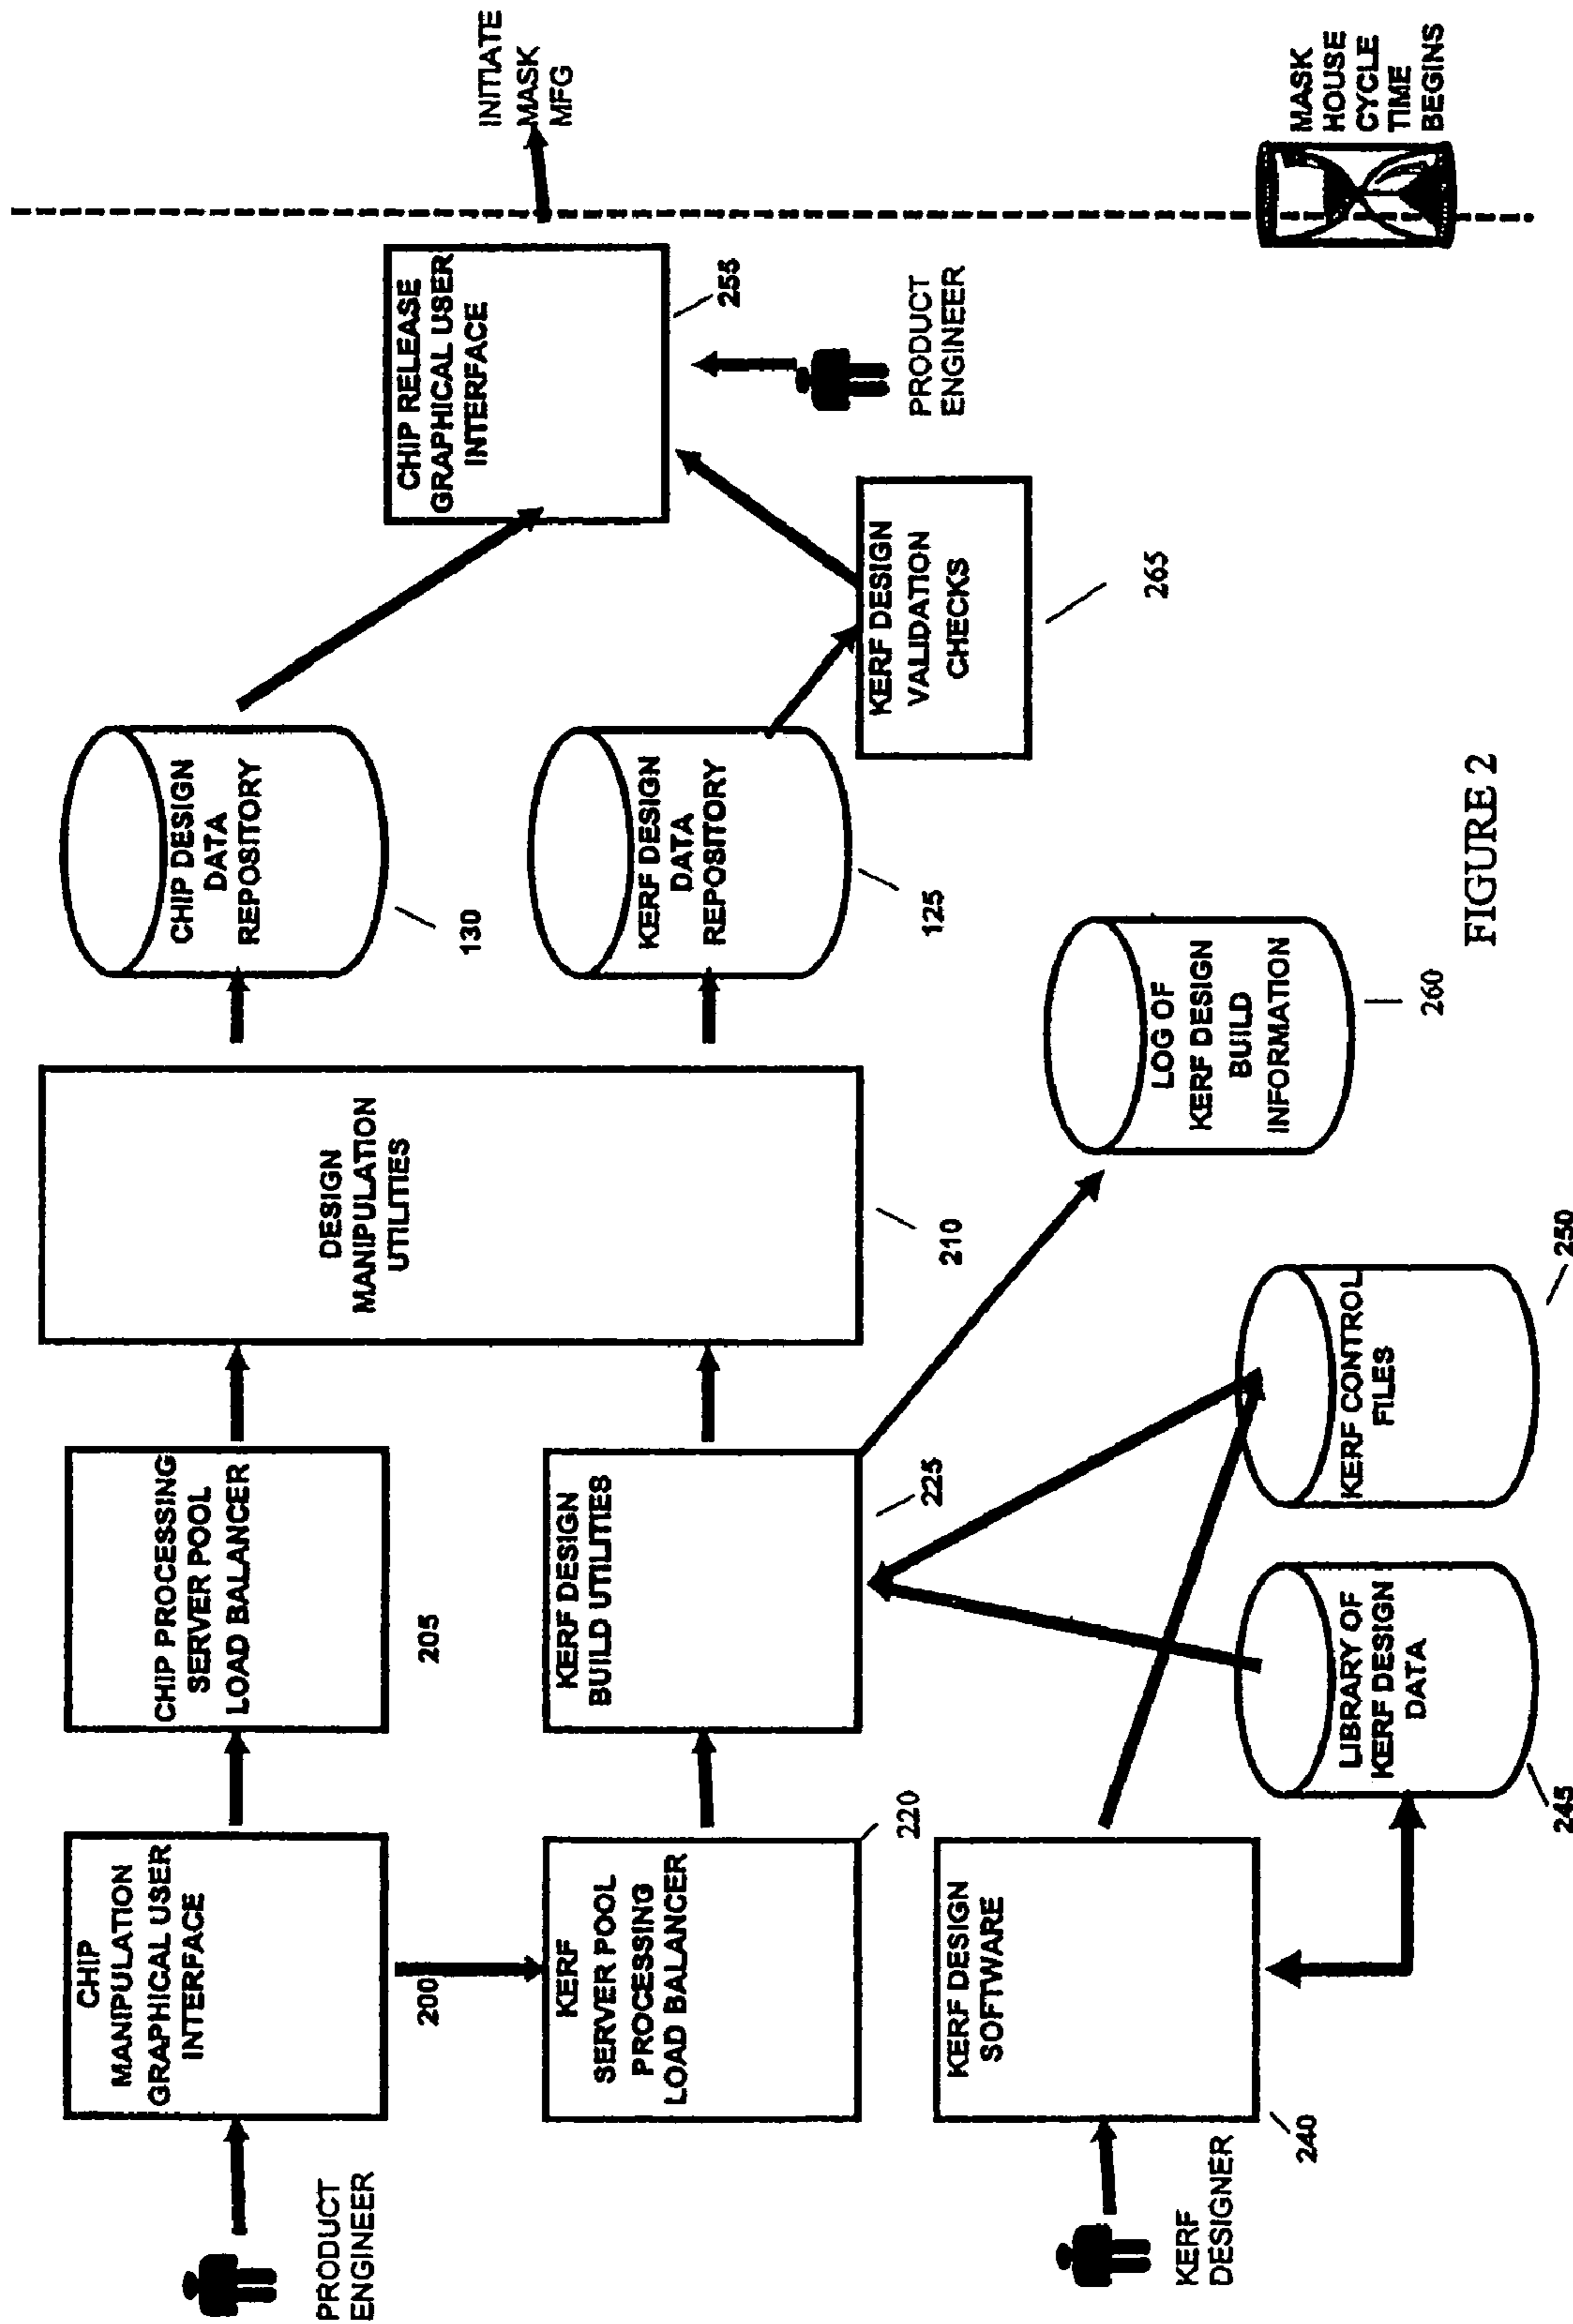 PRODUCT
ENGINEER
CHIP
MANIPULATION
GRAPHICAL USER
INTERFACE
200
CHIP PROCESSING
SERVER POOL
LOAD BALANCER
205
DESIGN
MANIPULATION
UTILITIES
210
CHIP DESIGN
DATA
REPOSITORY
130
CHIP RELEASE
GRAPHICAL USER
INTERFACE
255
INITIATE
MASK
MFG
KERF
SERVER POOL
PROCESSING
LOAD BALANCER
220
KERF DESIGN
BUILD UTILITIES
225
KERF DESIGN
DATA
REPOSITORY
125
PRODUCT
ENGINEER
KERF DESIGN
VALIDATION
CHECKS
265
KERF
DESIGNER
KERF DESIGN
SOFTWARE
240
LIBRARY OF
KERF DESIGN
DATA
245
KERF CONTROL
FILES
250
LOG OF
KERF DESIGN
BUILD
INFORMATION
260
MASK
HOUSE
CYCLE
TIME
BEGINS
FIGURE 2